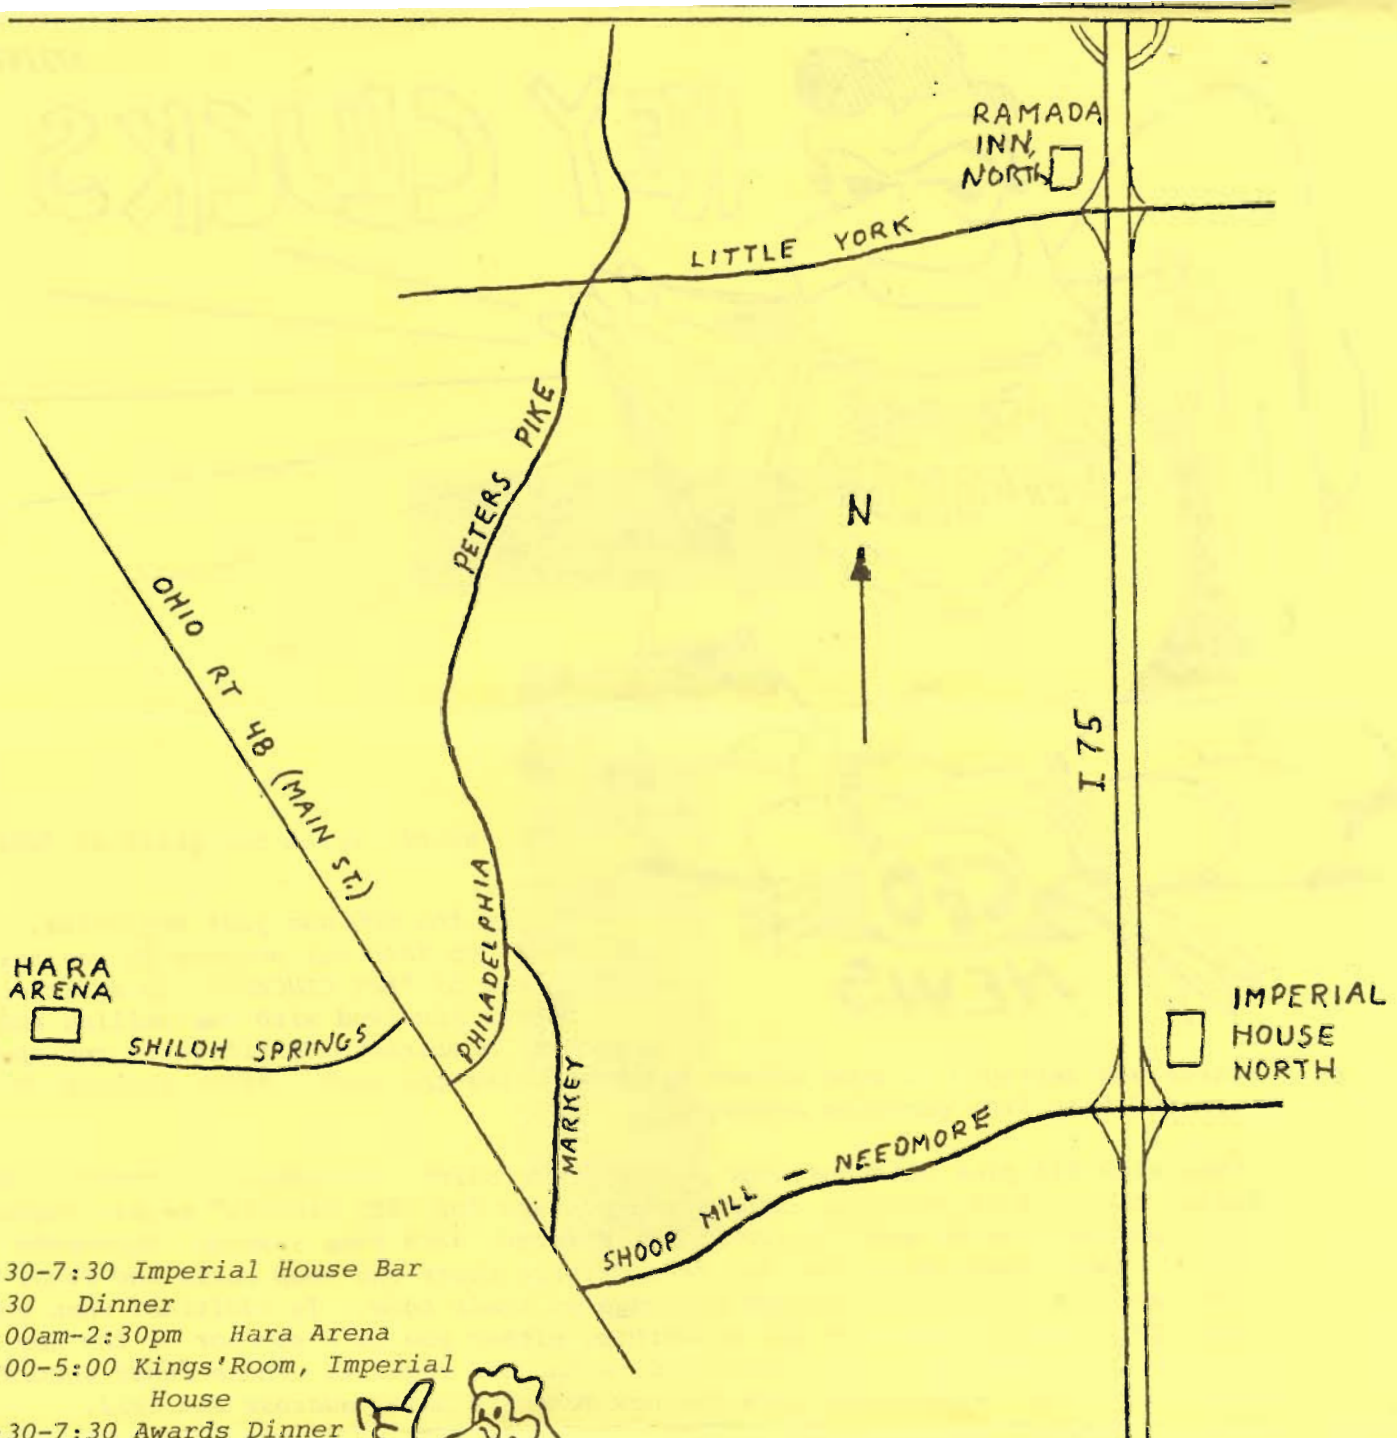 RAMADA
INN,
NORTH
LITTLE YORK
PETERS PIKE
N
OHIO RT 48 (MAIN ST.)
I 75
PHILADELPHIA
HARA
ARENA
SHILOH SPRINGS
IMPERIAL
HOUSE
NORTH
MARKEY
SHOOP MILL - NEEDMORE
30-7:30 Imperial House Bar
30 Dinner
00am-2:30pm Hara Arena
00-5:00 Kings'Room, Imperial
House
30-7:30 Awards Dinner